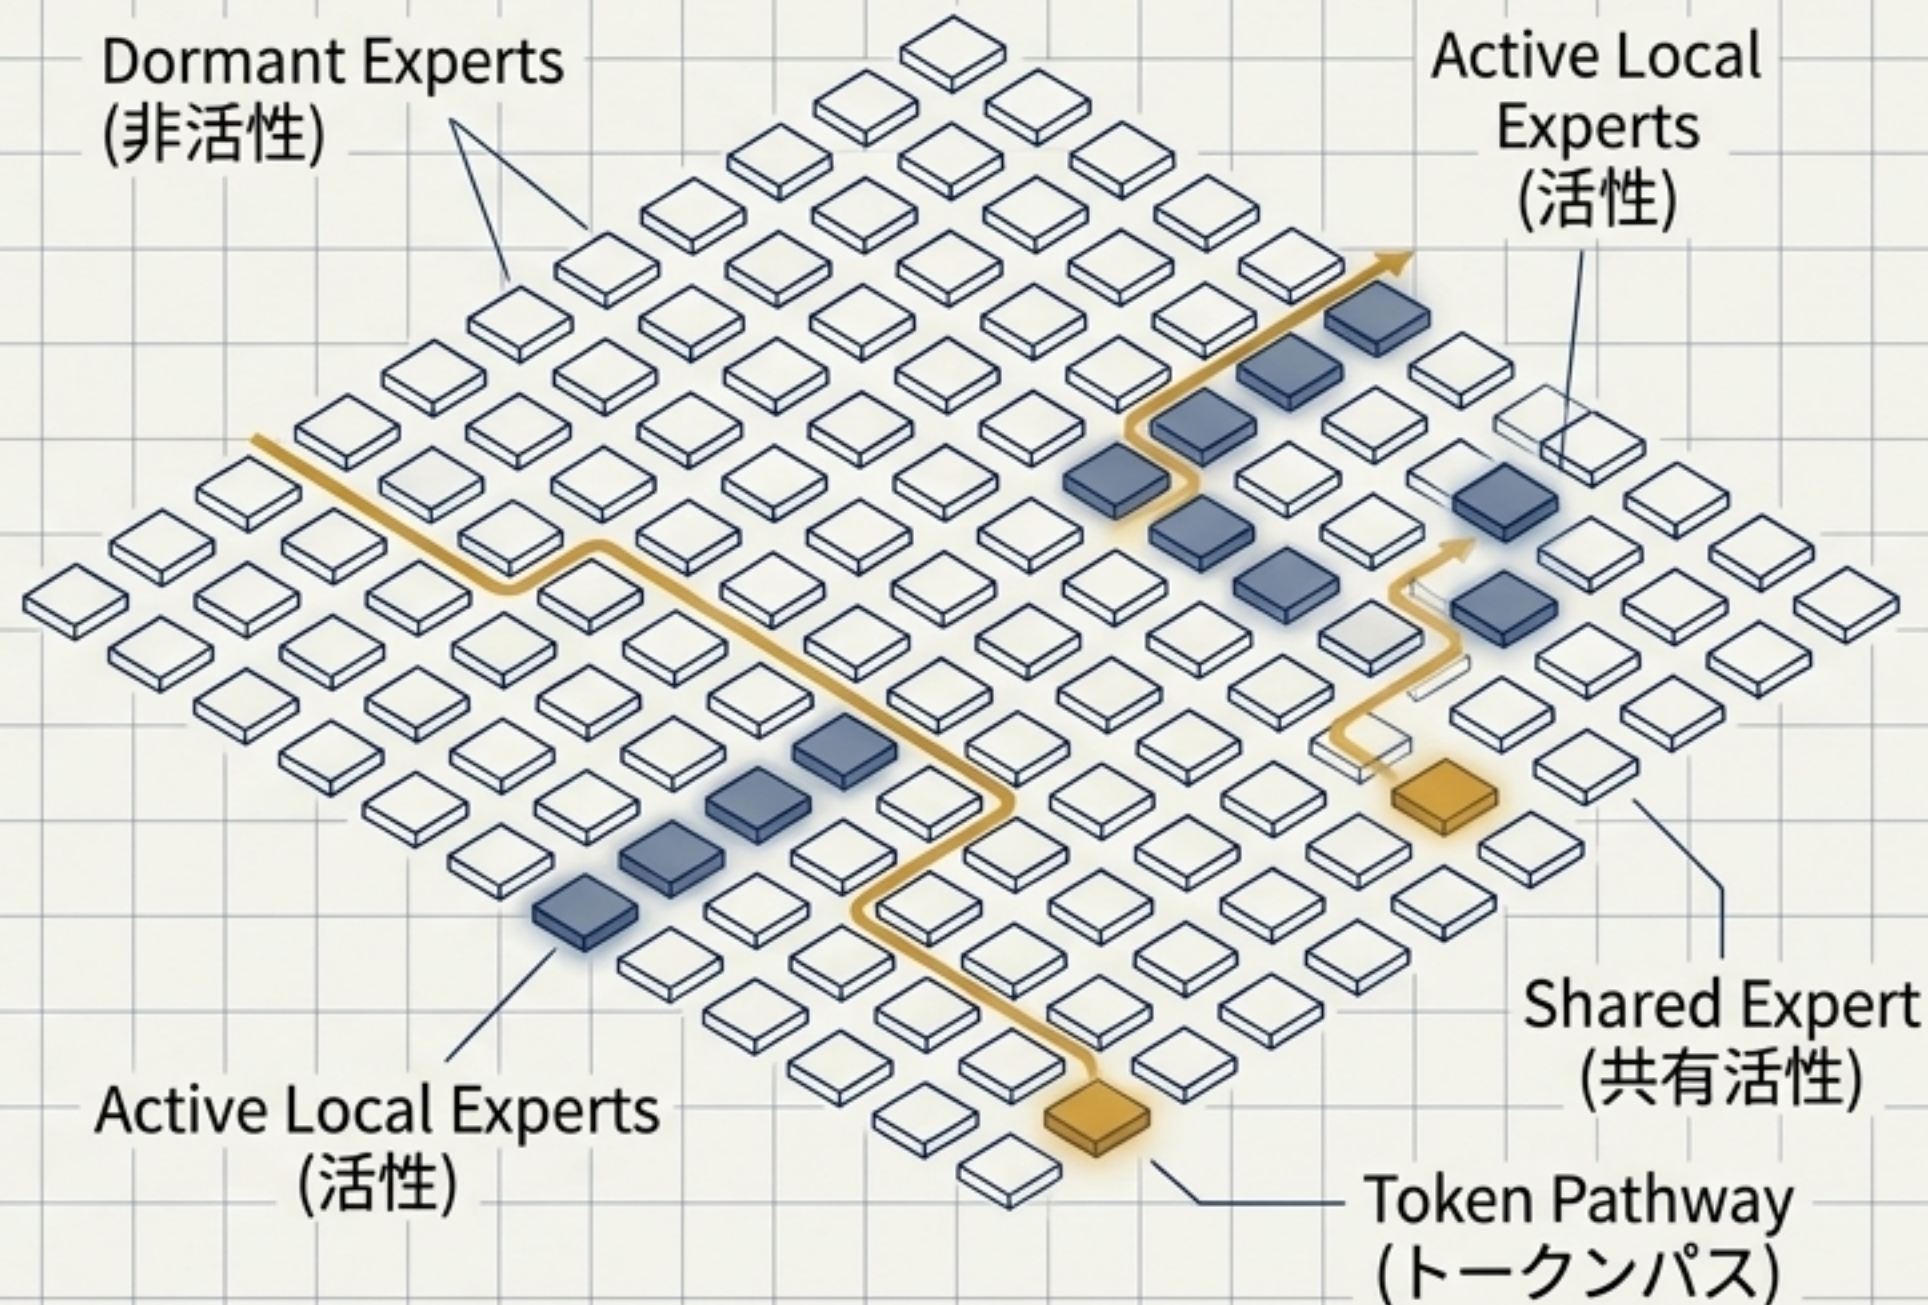 Dormant Experts
(非活性)
Active Local
Experts
(活性)
Active Local Experts
(活性)
Shared Expert
(共有活性)
Token Pathway
(トークンパス)